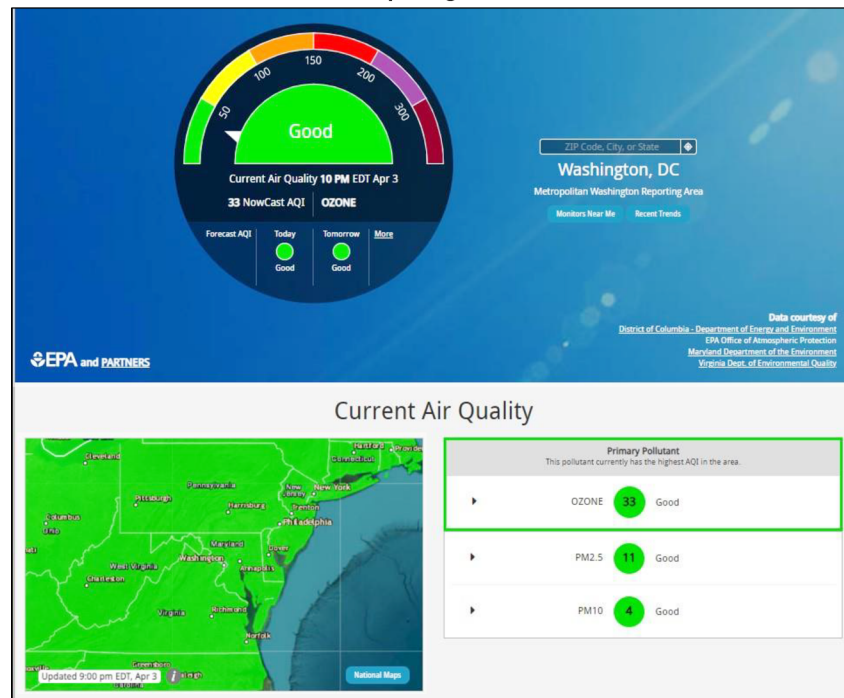 50
100
150
200
300
Good
Current Air Quality 10 PM EDT Apr 3
33 NowCast AQI OZONE
Forecast AQI Today Tomorrow More
Good Good
ZIP Code, City, or State
Washington, DC
Metropolitan Washington Reporting Area
Monitors Near Me Recent Trends
Data courtesy of
District of Columbia - Department of Energy and Environment
EPA Office of Atmospheric Protection
Maryland Department of the Environment
Virginia Dept. of Environmental Quality
EPA and PARTNERS
Current Air Quality
Cleveland
Hartford
Connecticut
Pennsylvania
New Jersey
New York
Pittsburgh
Harrisburg
Trenton
Philadelphia
Columbus
Ohio
Maryland
Dover
West Virginia
Washington
Annapolis
Charleston
Virginia
Richmond
Norfolk
Greensboro
Updated 9:00 pm EDT, Apr 3
National Maps
Primary Pollutant
This pollutant currently has the highest AQI in the area.
OZONE 33 Good
PM2.5 11 Good
PM10 4 Good